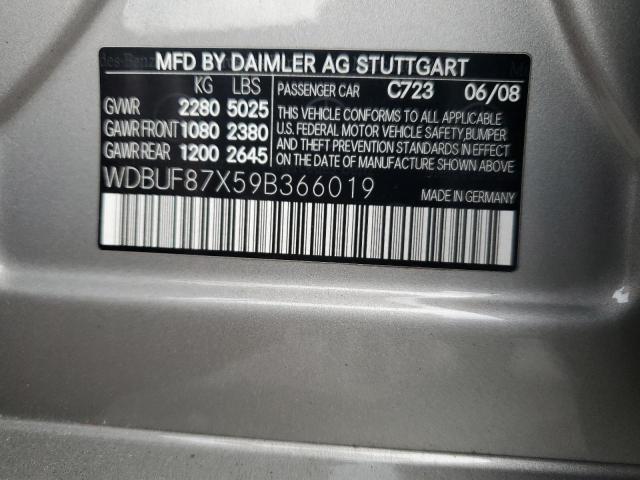 MFD BY DAIMLER AG STUTTGART
KG LBS
GVWR 2280 5025
GAWR FRONT 1080 2380
GAWR REAR 1200 2645
PASSENGER CAR C723 06/08
THIS VEHICLE CONFORMS TO ALL APPLICABLE
U.S. FEDERAL MOTOR VEHICLE SAFETY,BUMPER
AND THEFT PREVENTION STANDARDS IN EFFECT
ON THE DATE OF MANUFACTURE SHOWN ABOVE.
WDBUF87X59B366019
MADE IN GERMANY